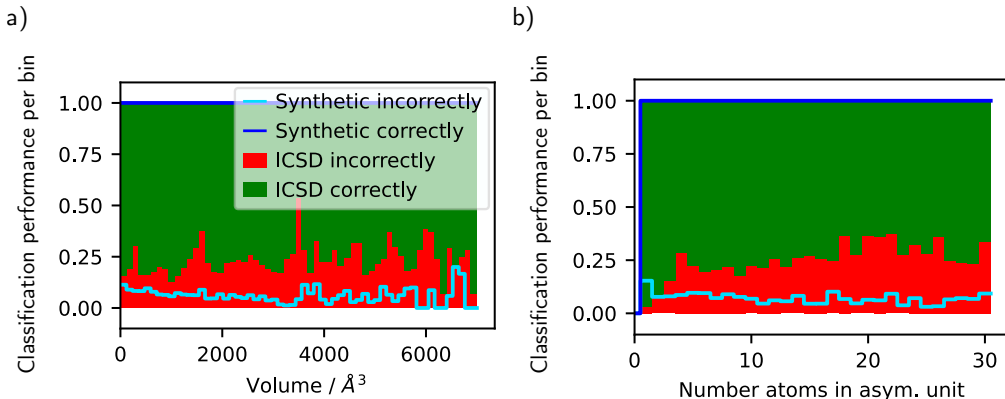 a)
Classification performance per bin
1.00
0.75
0.50
0.25
0.00
Synthetic incorrectly
Synthetic correctly
ICSD incorrectly
ICSD correctly
0 2000 4000 6000
Volume / Å³
b)
Classification performance per bin
1.00
0.75
0.50
0.25
0.00
0 10 20 30
Number atoms in asym. unit